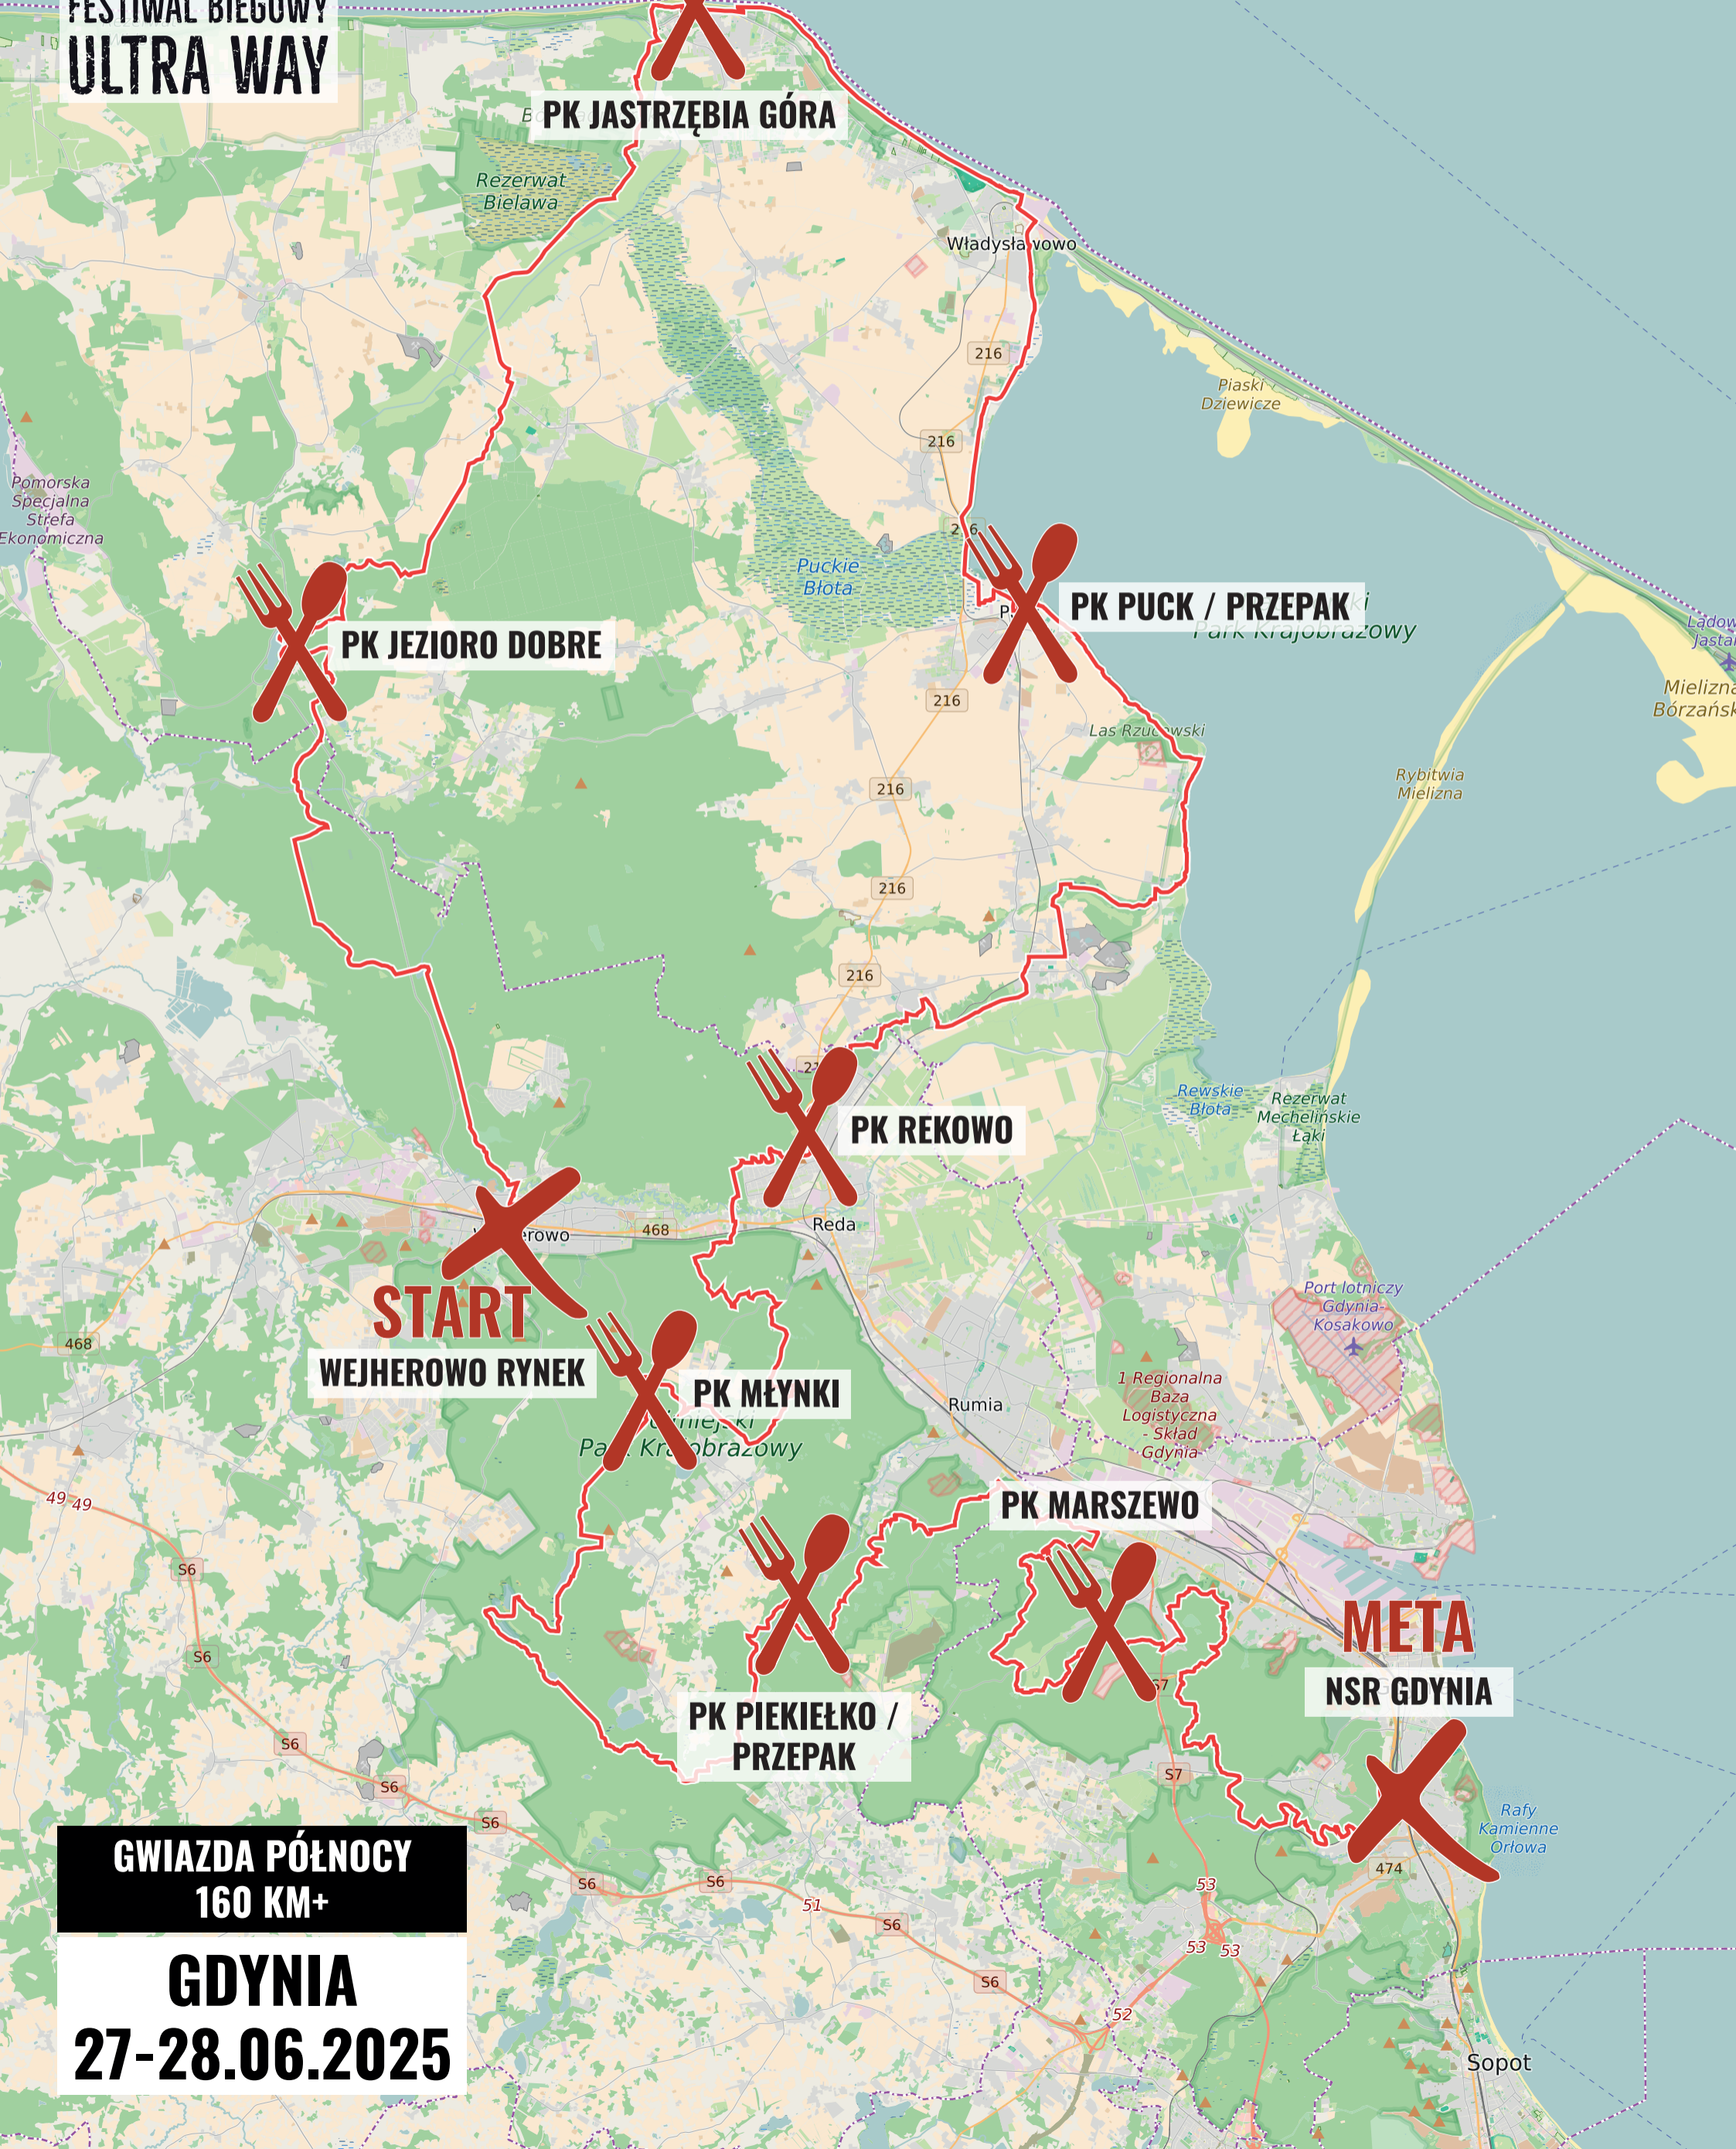 FESTIWAL BIEGOWY
ULTRA WAY
PK JASTRZĘBIA GÓRA
Rezerwat
Bielawa
Władysławowo
216
Piaski
Dziewicze
216
Pomorska
Specjalna
Strefa
Ekonomiczna
Puckie
Błota
PK PUCK / PRZEPAK
Park Krajobrazowy
PK JEZIORO DOBRE
216
Las Rzucewski
Rybitwia
Mielizna
216
216
216
PK REKOWO
Rewskie
Błota
Rezerwat
Mechelińskie
Łąki
Reda
468
START
WEJHEROWO RYNEK
468
Port lotniczy
Gdynia-
Kosakowo
PK MŁYNKI
Park Krajobrazowy
Rumia
1 Regionalna
Baza
Logistyczna
- Skład
Gdynia
49 49
PK MARSZEWO
S6
META
NSR GDYNIA
S6
S7
PK PIEKIEŁKO /
PRZEPAK
S6
S7
S6
S6
Rafy
Kamienne
Orłowa
474
GWIAZDA PÓŁNOCY
160 KM+
S6
S6
51
S6
53
53 53
S6
52
GDYNIA
27-28.06.2025
Sopot